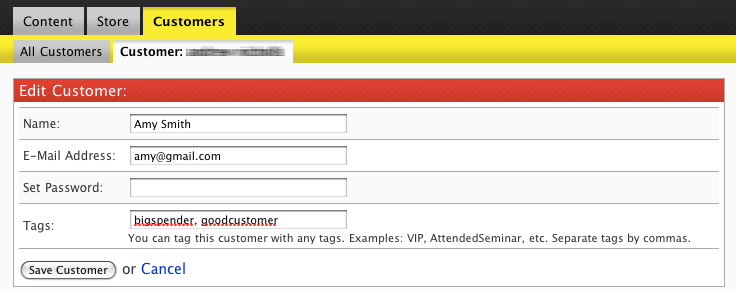 Content Store Customers
All Customers Customer:
Edit Customer:
Name: Amy Smith
E-Mail Address: amy@gmail.com
Set Password:
Tags: bigspender, goodcustomer
You can tag this customer with any tags. Examples: VIP, AttendedSeminar, etc. Separate tags by commas.
Save Customer or Cancel